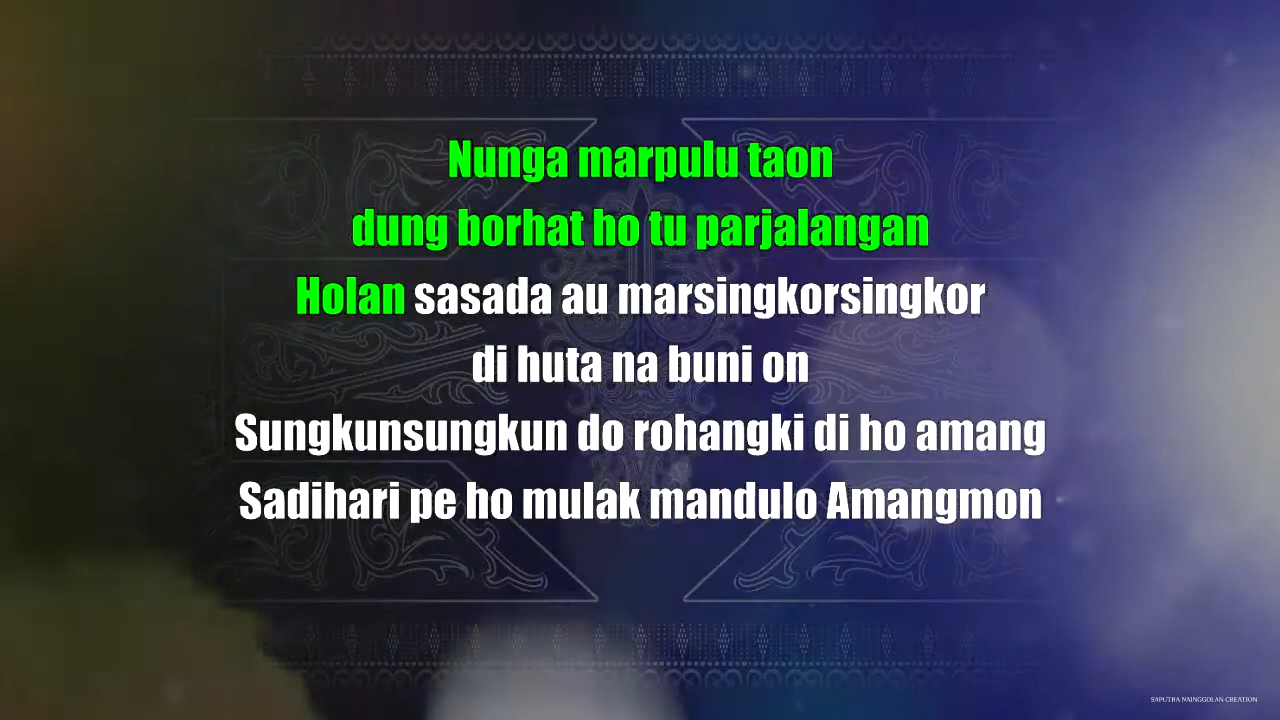 Nunga marpulu taon
dung borhat ho tu parjalangan
Holan sasada au marsingkorsingkor
di huta na buni on
Sungkunsungkun do rohangki di ho amang
Sadihari pe ho mulak mandulo Amangmon
SAPUTRA NAINGGOLAN CREATION